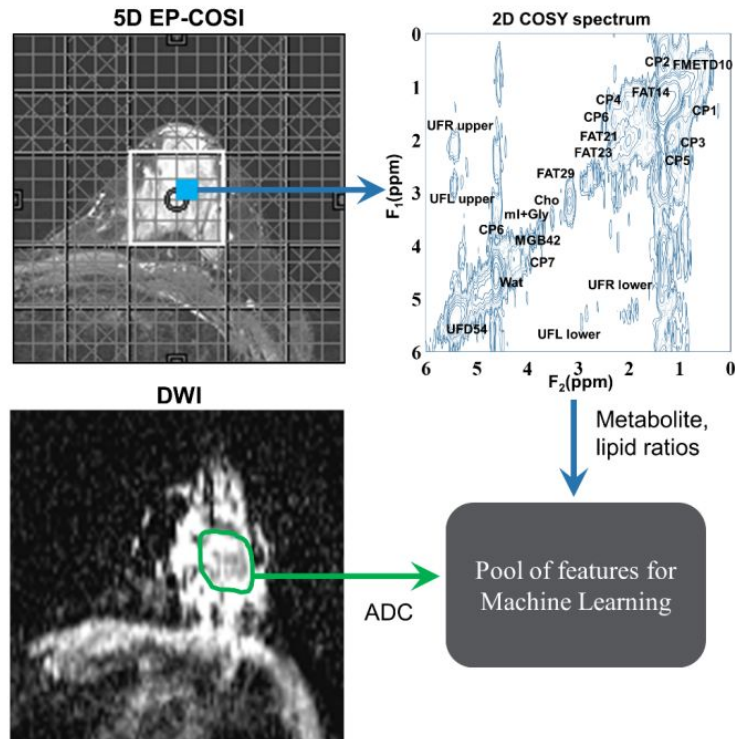 5D EP-COSI
2D COSY spectrum
0
1
2
3
4
5
6
F₁(ppm)
CP2
FMETD10
FAT14
CP4
CP1
CP6
UFR upper
FAT21
CP3
FAT23
CP5
FAT29
UFL upper
Cho
mI+Gly
CP6
MGB42
CP7
Wat
UFR lower
UFD54
UFL lower
6 5 4 3 2 1 0
F₂(ppm)
DWI
Metabolite,
lipid ratios
ADC
Pool of features for
Machine Learning